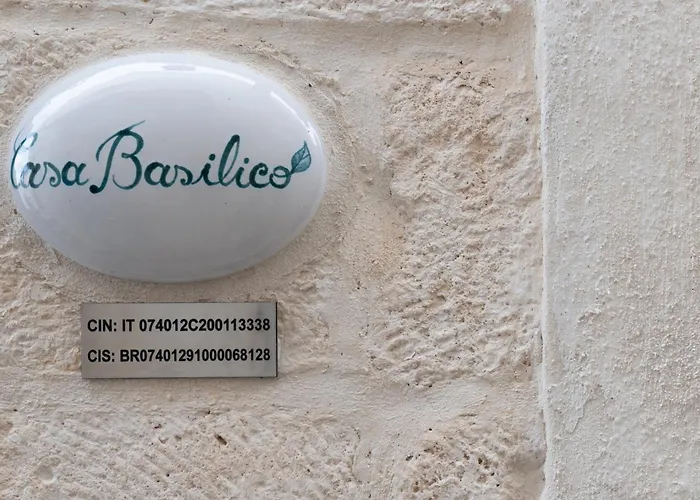 Casa Basilico
CIN: IT 074012C200113338
CIS: BR07401291000068128